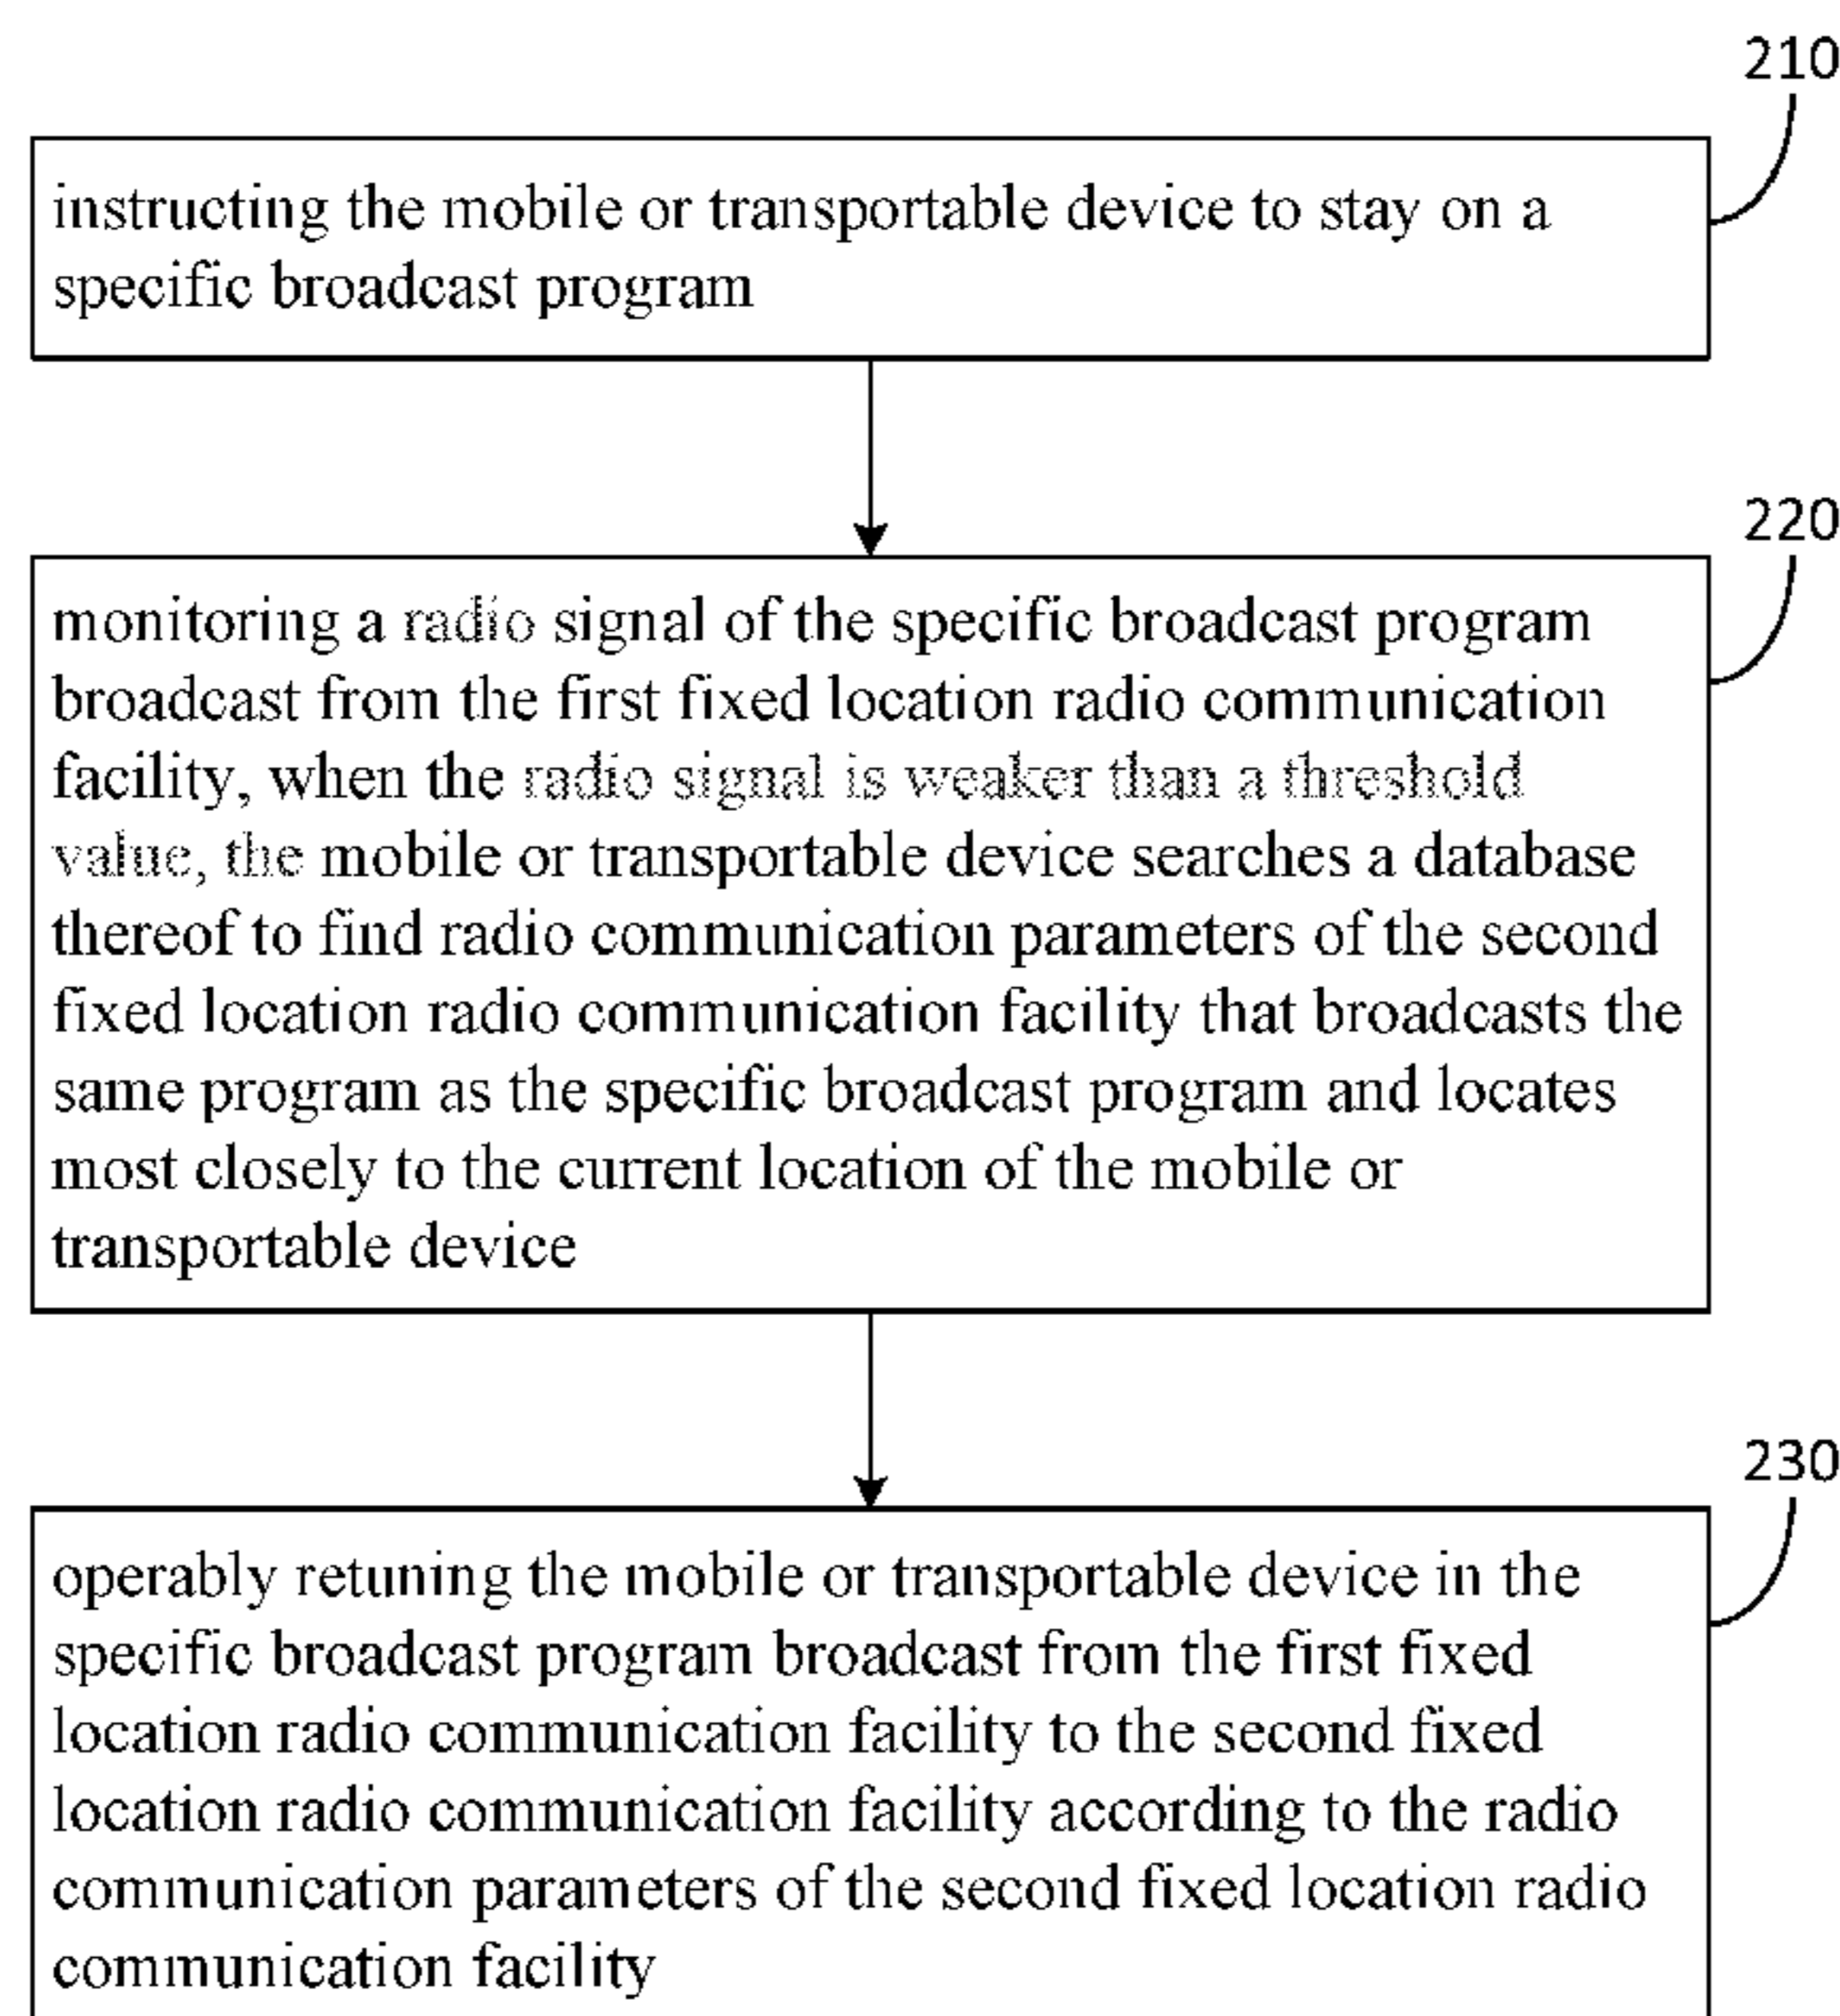 210
instructing the mobile or transportable device to stay on a
specific broadcast program
220
monitoring a radio signal of the specific broadcast program
broadcast from the first fixed location radio communication
facility, when the radio signal is weaker than a threshold
value, the mobile or transportable device searches a database
thereof to find radio communication parameters of the second
fixed location radio communication facility that broadcasts the
same program as the specific broadcast program and locates
most closely to the current location of the mobile or
transportable device
230
operably retuning the mobile or transportable device in the
specific broadcast program broadcast from the first fixed
location radio communication facility to the second fixed
location radio communication facility according to the radio
communication parameters of the second fixed location radio
communication facility